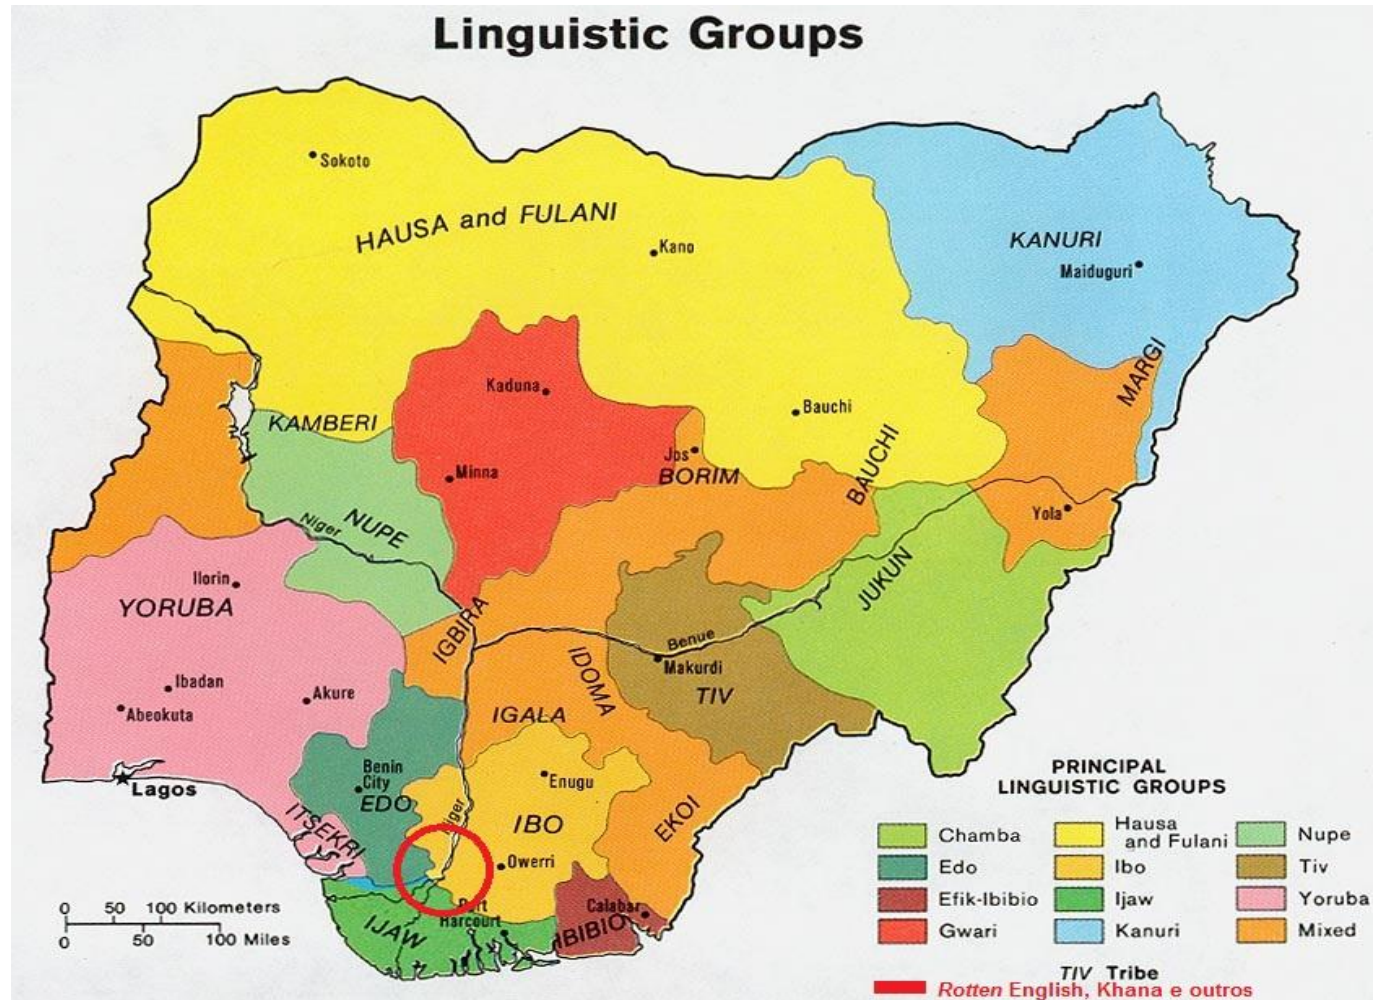 Linguistic Groups
Sokoto
HAUSA and FULANI
Kano
KANURI
Maiduguri
MARGI
Kaduna
Bauchi
KAMBERI
Jos
BORIM
BAUCHI
Minna
Yola
Niger
NUPE
Ilorin
YORUBA
JUKUN
IGBIRA
Benue
Makurdi
IDOMA
TIV
Ibadan
Akure
Abeokuta
IGALA
Benin
City
EDO
Enugu
Lagos
ITSEKRI
IBO
EKOI
Owerri
Calabar
Harcourt
IJAW
IBIBIO
0 50 100 Kilometers
0 50 100 Miles
PRINCIPAL
LINGUISTIC GROUPS
Chamba
Edo
Efik-Ibibio
Gwari
Hausa
and Fulani
Ibo
Ijaw
Kanuri
Nupe
Tiv
Yoruba
Mixed
TIV Tribe
Rotten English, Khana e outros